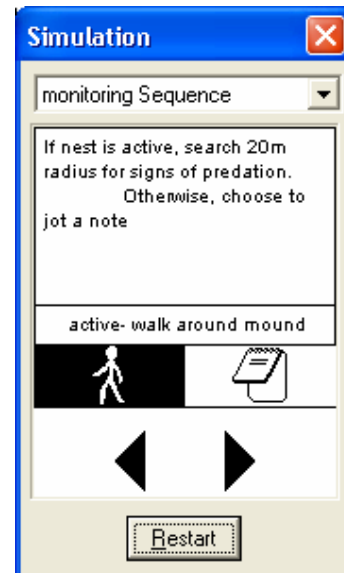 Simulation
monitoring Sequence
If nest is active, search 20m
radius for signs of predation.
Otherwise, choose to
jot a note
active- walk around mound
Restart